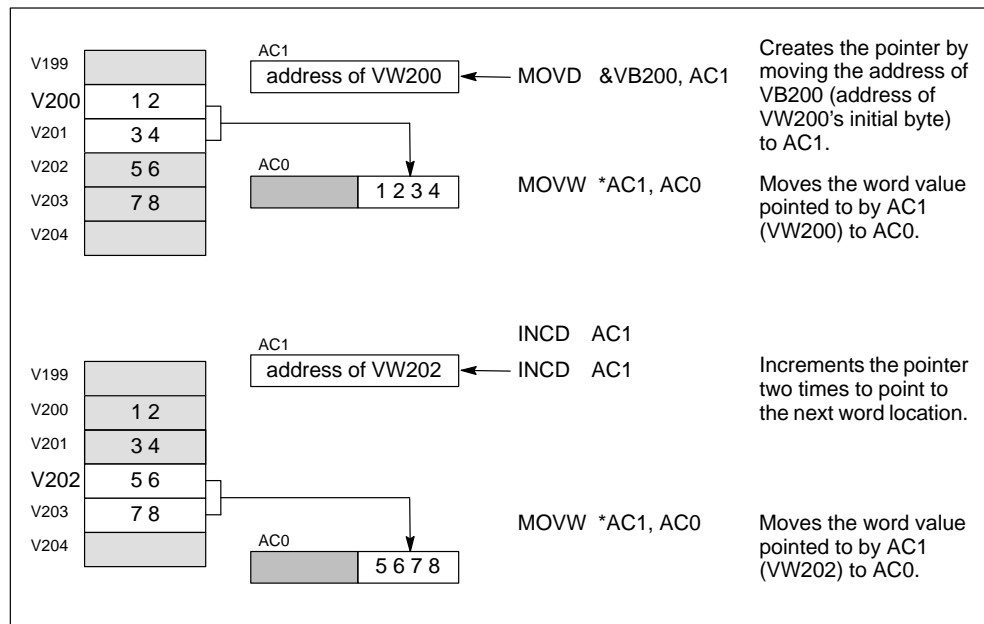 V199
V200
V201
V202
V203
V204
1 2
3 4
5 6
7 8
AC1
address of VW200
MOVD &VB200, AC1
Creates the pointer by
moving the address of
VB200 (address of
VW200's initial byte)
to AC1.
AC0
1 2 3 4
MOVW *AC1, AC0
Moves the word value
pointed to by AC1
(VW200) to AC0.
V199
V200
V201
V202
V203
V204
1 2
3 4
5 6
7 8
AC1
address of VW202
INCD AC1
INCD AC1
Increments the pointer
two times to point to
the next word location.
AC0
5 6 7 8
MOVW *AC1, AC0
Moves the word value
pointed to by AC1
(VW202) to AC0.